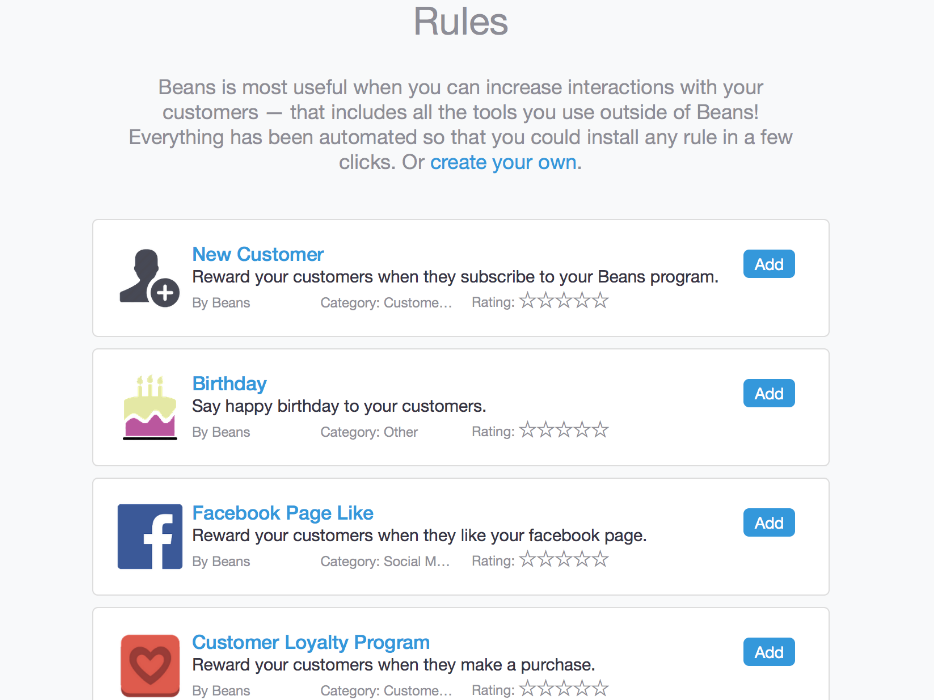 Rules
Beans is most useful when you can increase interactions with your
customers — that includes all the tools you use outside of Beans!
Everything has been automated so that you could install any rule in a few
clicks. Or create your own.
New Customer
Reward your customers when they subscribe to your Beans program.
By Beans Category: Custome... Rating:
Add
Birthday
Say happy birthday to your customers.
By Beans Category: Other Rating:
Add
Facebook Page Like
Reward your customers when they like your facebook page.
By Beans Category: Social M... Rating:
Add
Customer Loyalty Program
Reward your customers when they make a purchase.
By Beans Category: Custome... Rating:
Add